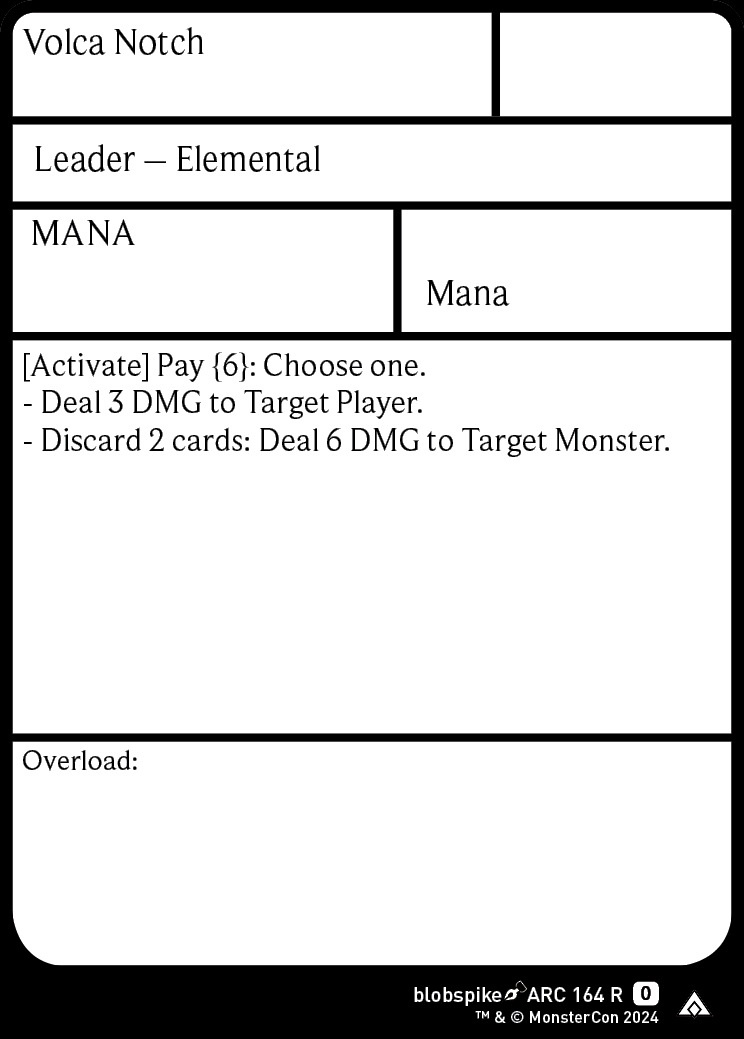 Volca Notch
Leader – Elemental
MANA
Mana
[Activate] Pay {6}: Choose one.
- Deal 3 DMG to Target Player.
- Discard 2 cards: Deal 6 DMG to Target Monster.
Overload:
blobspike ARC 164 R 0
™ & © MonsterCon 2024